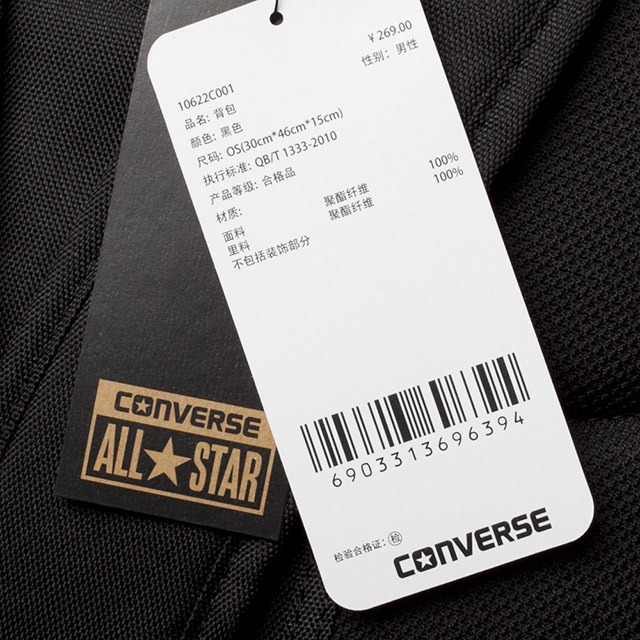 ¥ 269.00
性别: 男性
10622C001
品名: 背包
颜色: 黑色
尺码: OS(30cm*46cm*15cm)
执行标准: QB/T 1333-2010
产品等级: 合格品
材质:
面料 聚酯纤维 100%
里料 聚酯纤维 100%
不包括装饰部分
6903313696394
检验合格证: 检
CONVERSE
CONVERSE
ALL★STAR